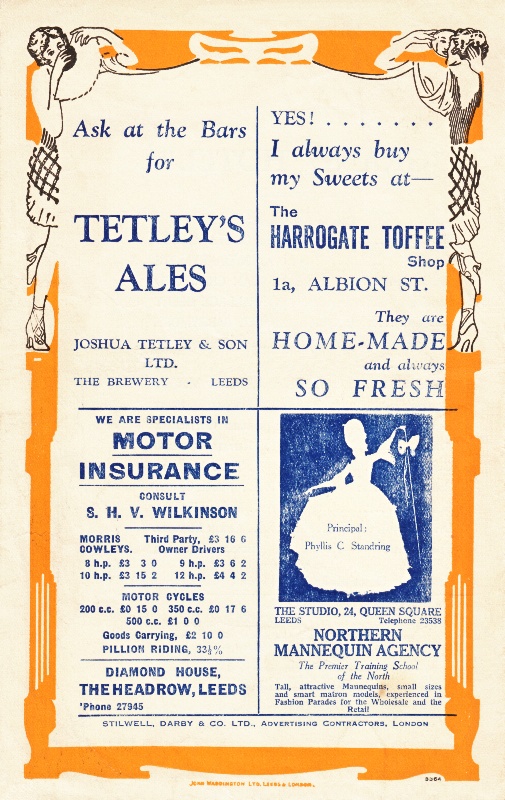 Ask at the Bars
for
TETLEY'S
ALES
JOSHUA TETLEY & SON
LTD.
THE BREWERY - LEEDS
YES! . . . . . . .
I always buy
my Sweets at—
The
HARROGATE TOFFEE
Shop
1a, ALBION ST.
They are
HOME-MADE
and always
SO FRESH
WE ARE SPECIALISTS IN
MOTOR
INSURANCE
CONSULT
S. H. V. WILKINSON
MORRIS Third Party, £3 16 6
COWLEYS. Owner Drivers
8 h.p. £3 3 0 9 h.p. £3 6 2
10 h.p. £3 15 2 12 h.p. £4 4 2
MOTOR CYCLES
200 c.c. £0 15 0 350 c.c. £0 17 6
500 c.c. £1 0 0
Goods Carrying, £2 10 0
PILLION RIDING, 33⅓%
DIAMOND HOUSE,
THE HEADROW, LEEDS
'Phone 27945
Principal:
Phyllis C. Standring
THE STUDIO, 24, QUEEN SQUARE
LEEDS Telephone 23538
NORTHERN
MANNEQUIN AGENCY
The Premier Training School
of the North
Tall, attractive Mannequins, small sizes
and smart matron models, experienced in
Fashion Parades for the Wholesale and the
Retail
STILWELL, DARBY & CO. LTD., ADVERTISING CONTRACTORS, LONDON
JOHN WADDINGTON LTD. LEEDS & LONDON.